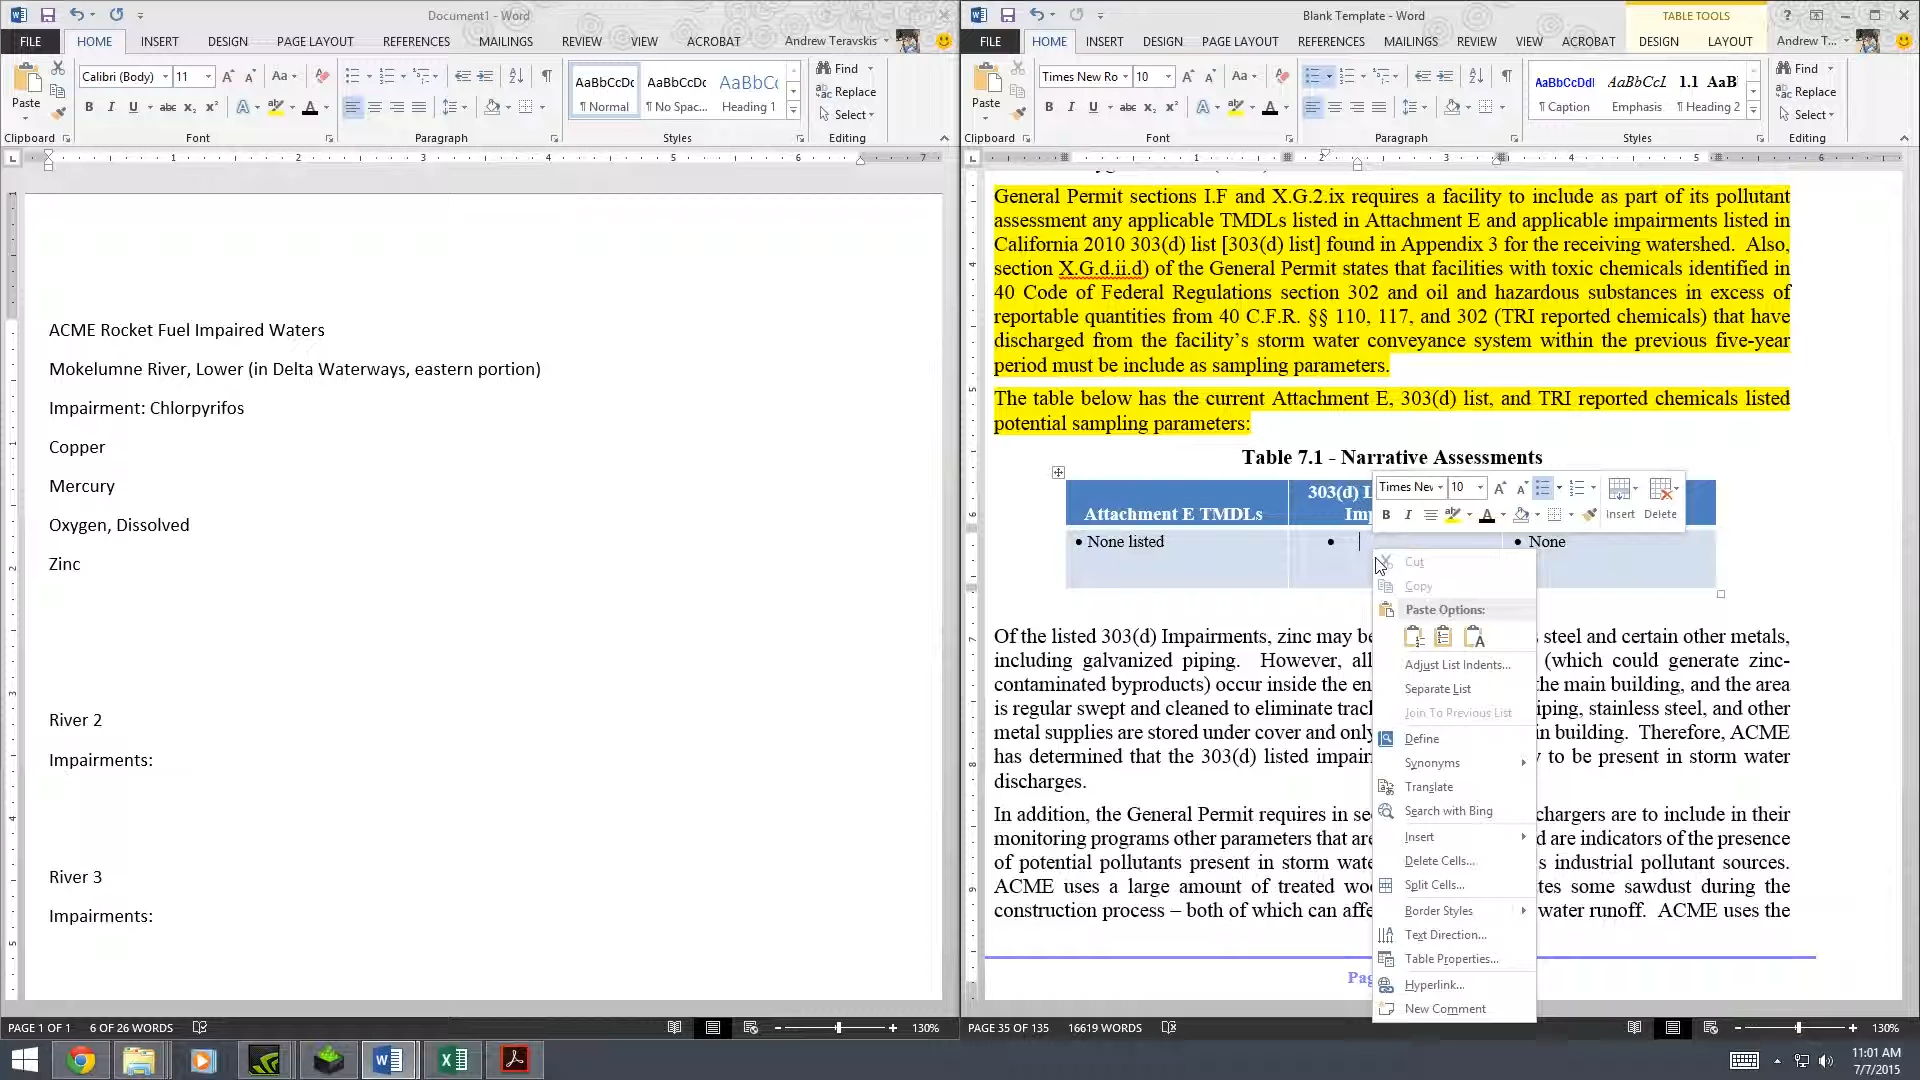 Document1 - Word
FILE HOME INSERT DESIGN PAGE LAYOUT REFERENCES MAILINGS REVIEW VIEW ACROBAT Andrew Teravskis
Calibri (Body) 11
Paste
AaBbCcDc AaBbCcDc AaBbCc
¶ Normal ¶ No Spac... Heading 1
Find
Replace
Select
Clipboard Font Paragraph Styles Editing
ACME Rocket Fuel Impaired Waters
Mokelumne River, Lower (in Delta Waterways, eastern portion)
Impairment: Chlorpyrifos
Copper
Mercury
Oxygen, Dissolved
Zinc
River 2
Impairments:
River 3
Impairments:
PAGE 1 OF 1 6 OF 26 WORDS 130%
Blank Template - Word
TABLE TOOLS
FILE HOME INSERT DESIGN PAGE LAYOUT REFERENCES MAILINGS REVIEW VIEW ACROBAT DESIGN LAYOUT Andrew T...
Times New Ro 10
Paste
AaBbCcDdI AaBbCcL 1.1 AaB
¶ Caption Emphasis ¶ Heading 2
Find
Replace
Select
Clipboard Font Paragraph Styles Editing
General Permit sections I.F and X.G.2.ix requires a facility to include as part of its pollutant
assessment any applicable TMDLs listed in Attachment E and applicable impairments listed in
California 2010 303(d) list [303(d) list] found in Appendix 3 for the receiving watershed. Also,
section X.G.d.ii.d) of the General Permit states that facilities with toxic chemicals identified in
40 Code of Federal Regulations section 302 and oil and hazardous substances in excess of
reportable quantities from 40 C.F.R. §§ 110, 117, and 302 (TRI reported chemicals) that have
discharged from the facility's storm water conveyance system within the previous five-year
period must be include as sampling parameters.
The table below has the current Attachment E, 303(d) list, and TRI reported chemicals listed
potential sampling parameters:
Table 7.1 - Narrative Assessments
Attachment E TMDLs 303(d) L
Imp
• None listed • • None
Times New 10
Insert Delete
Cut
Copy
Paste Options:
Adjust List Indents...
Separate List
Join To Previous List
Define
Synonyms
Translate
Search with Bing
Insert
Delete Cells...
Split Cells...
Border Styles
Text Direction...
Table Properties...
Hyperlink...
New Comment
Of the listed 303(d) Impairments, zinc may be steel and certain other metals,
including galvanized piping. However, all (which could generate zinc-
contaminated byproducts) occur inside the en the main building, and the area
is regular swept and cleaned to eliminate trac iping, stainless steel, and other
metal supplies are stored under cover and only in building. Therefore, ACME
has determined that the 303(d) listed impair y to be present in storm water
discharges.
In addition, the General Permit requires in se chargers are to include in their
monitoring programs other parameters that are d are indicators of the presence
of potential pollutants present in storm wate s industrial pollutant sources.
ACME uses a large amount of treated woo tes some sawdust during the
construction process – both of which can affe water runoff. ACME uses the
Pag
PAGE 35 OF 135 16619 WORDS 130%
11:01 AM
7/7/2015